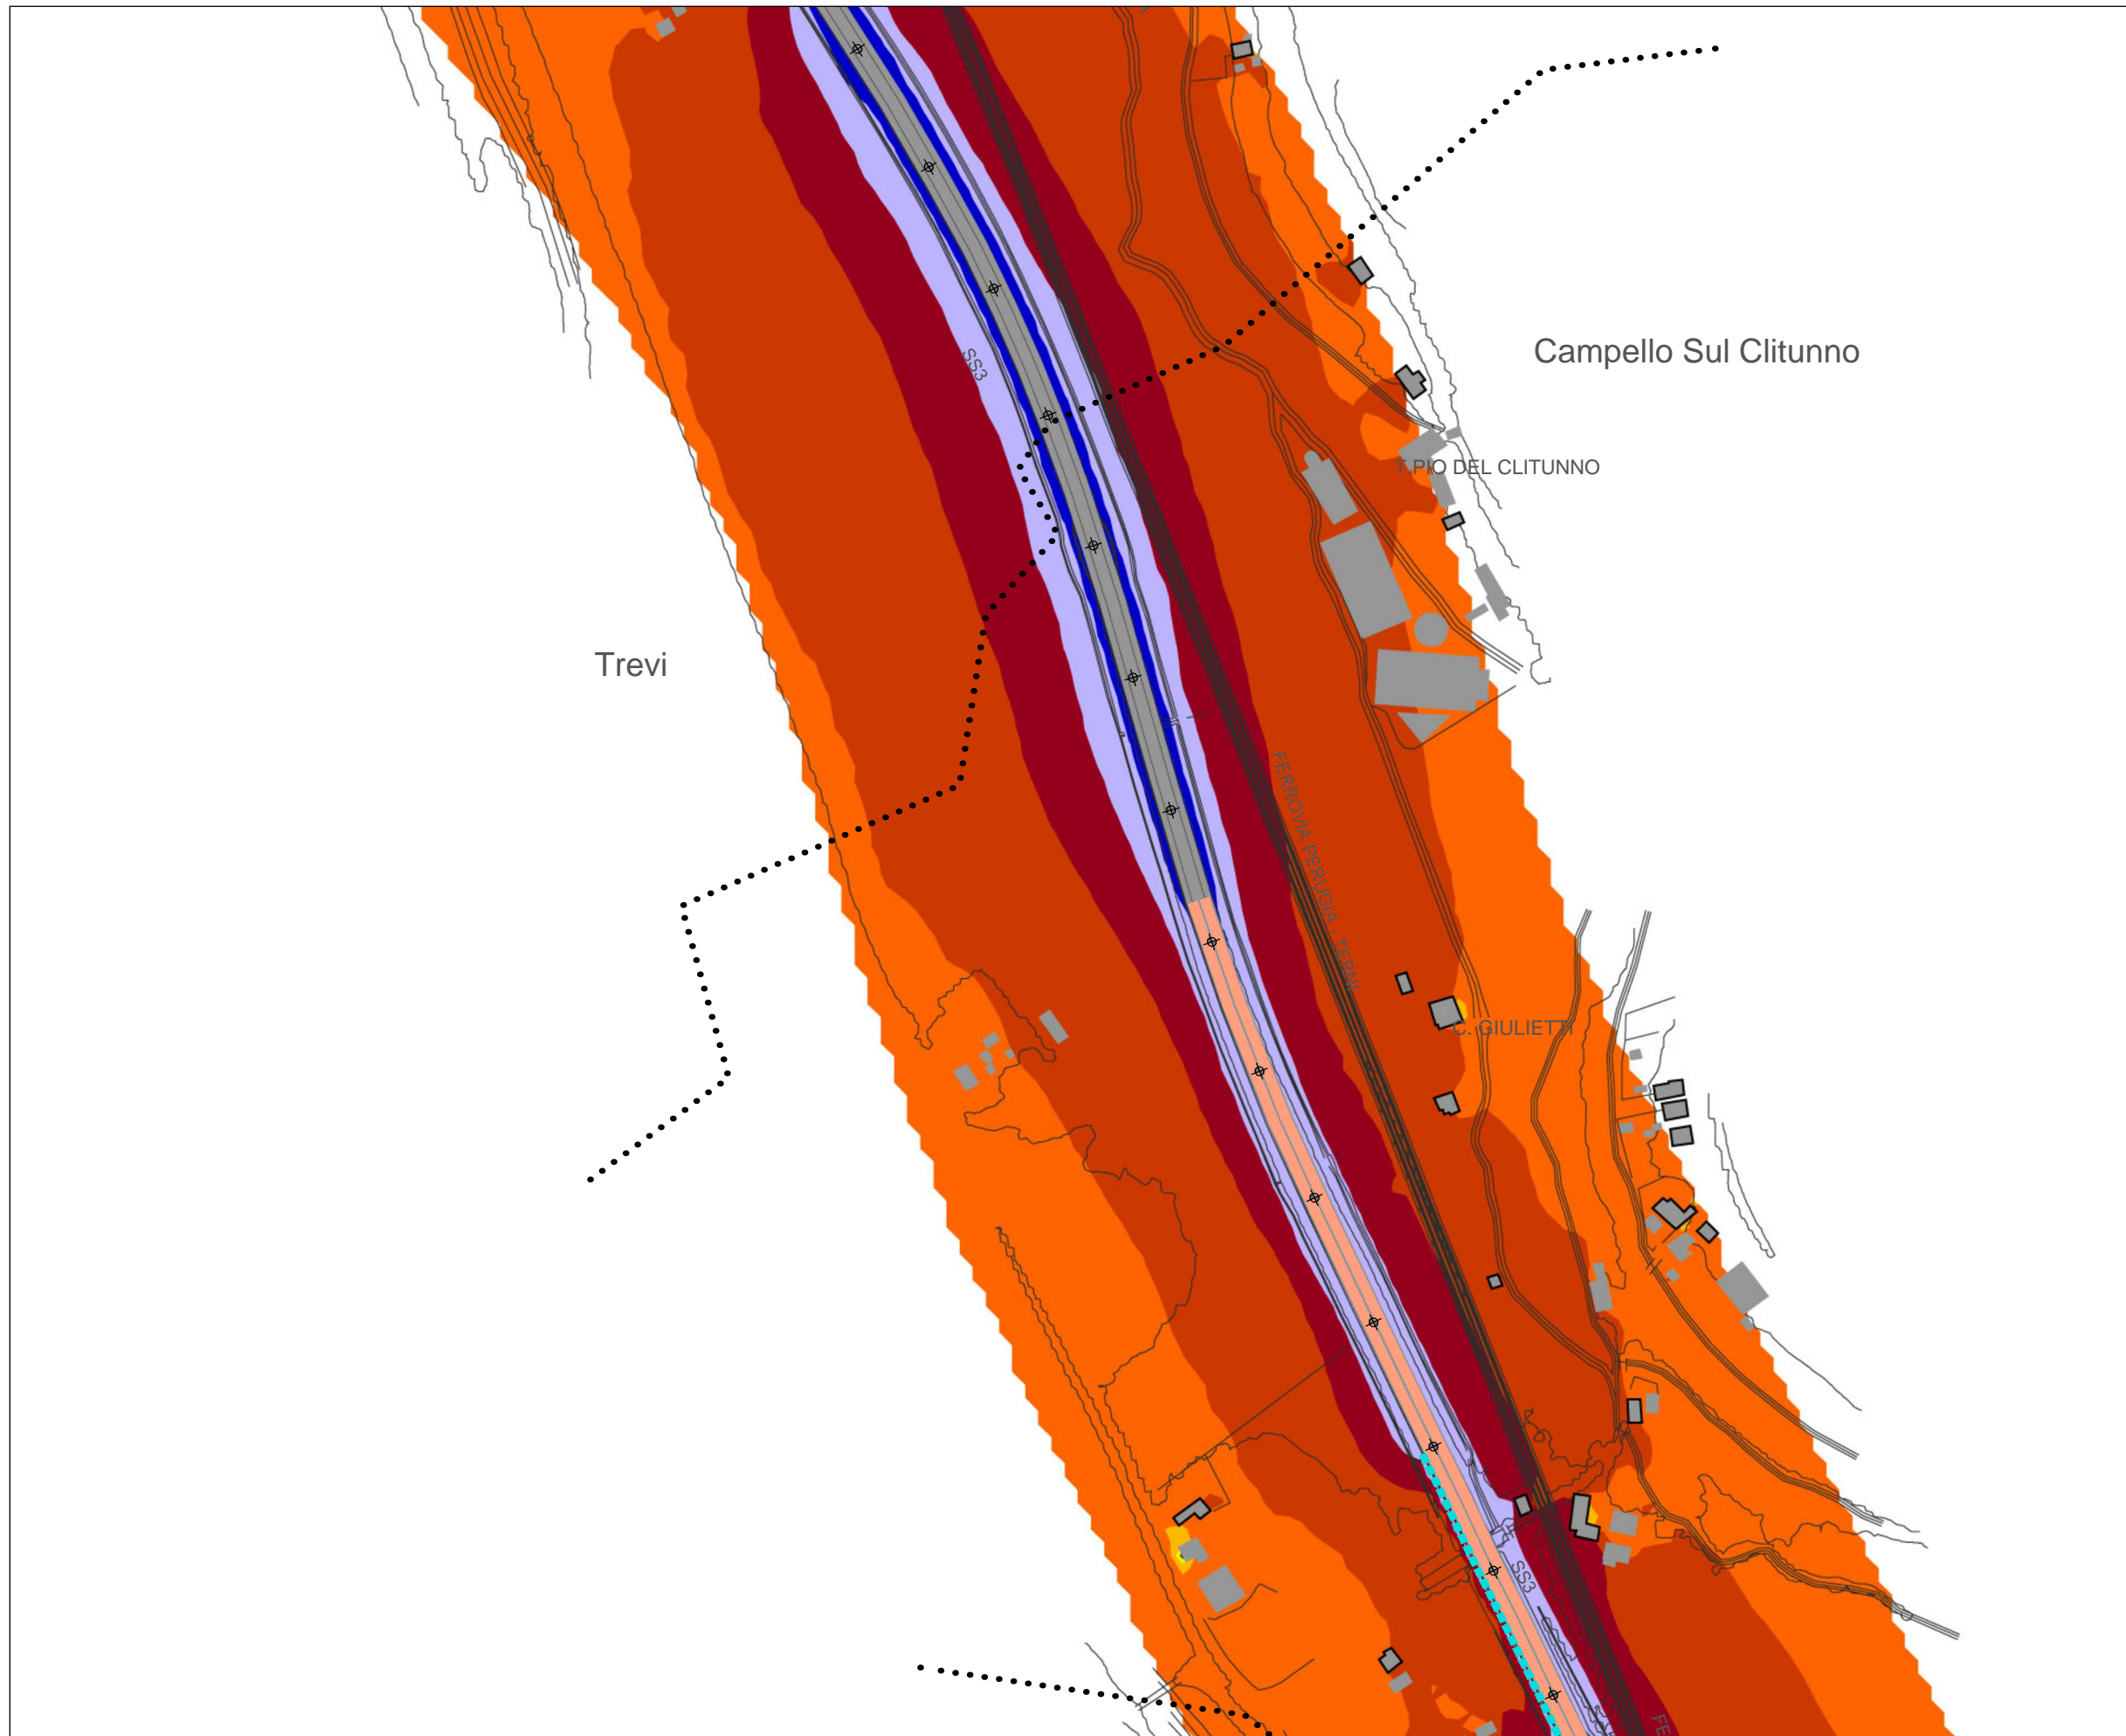 SS3
Campello Sul Clitunno
T.PIO DEL CLITUNNO
Trevi
FERROVIA PERUGIA - TERNI
C. GIULIETTI
SS3